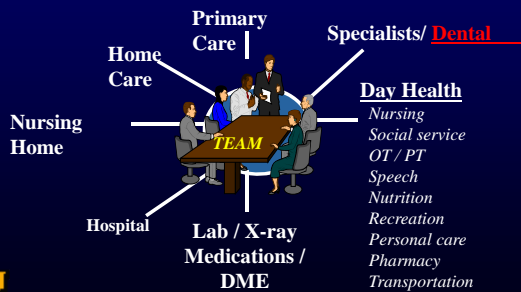 Primary
Care
Specialists/ Dental
Home
Care
Day Health
Nursing
Social service
OT / PT
Speech
Nutrition
Recreation
Personal care
Pharmacy
Transportation
Nursing
Home
TEAM
Hospital
Lab / X-ray
Medications /
DME